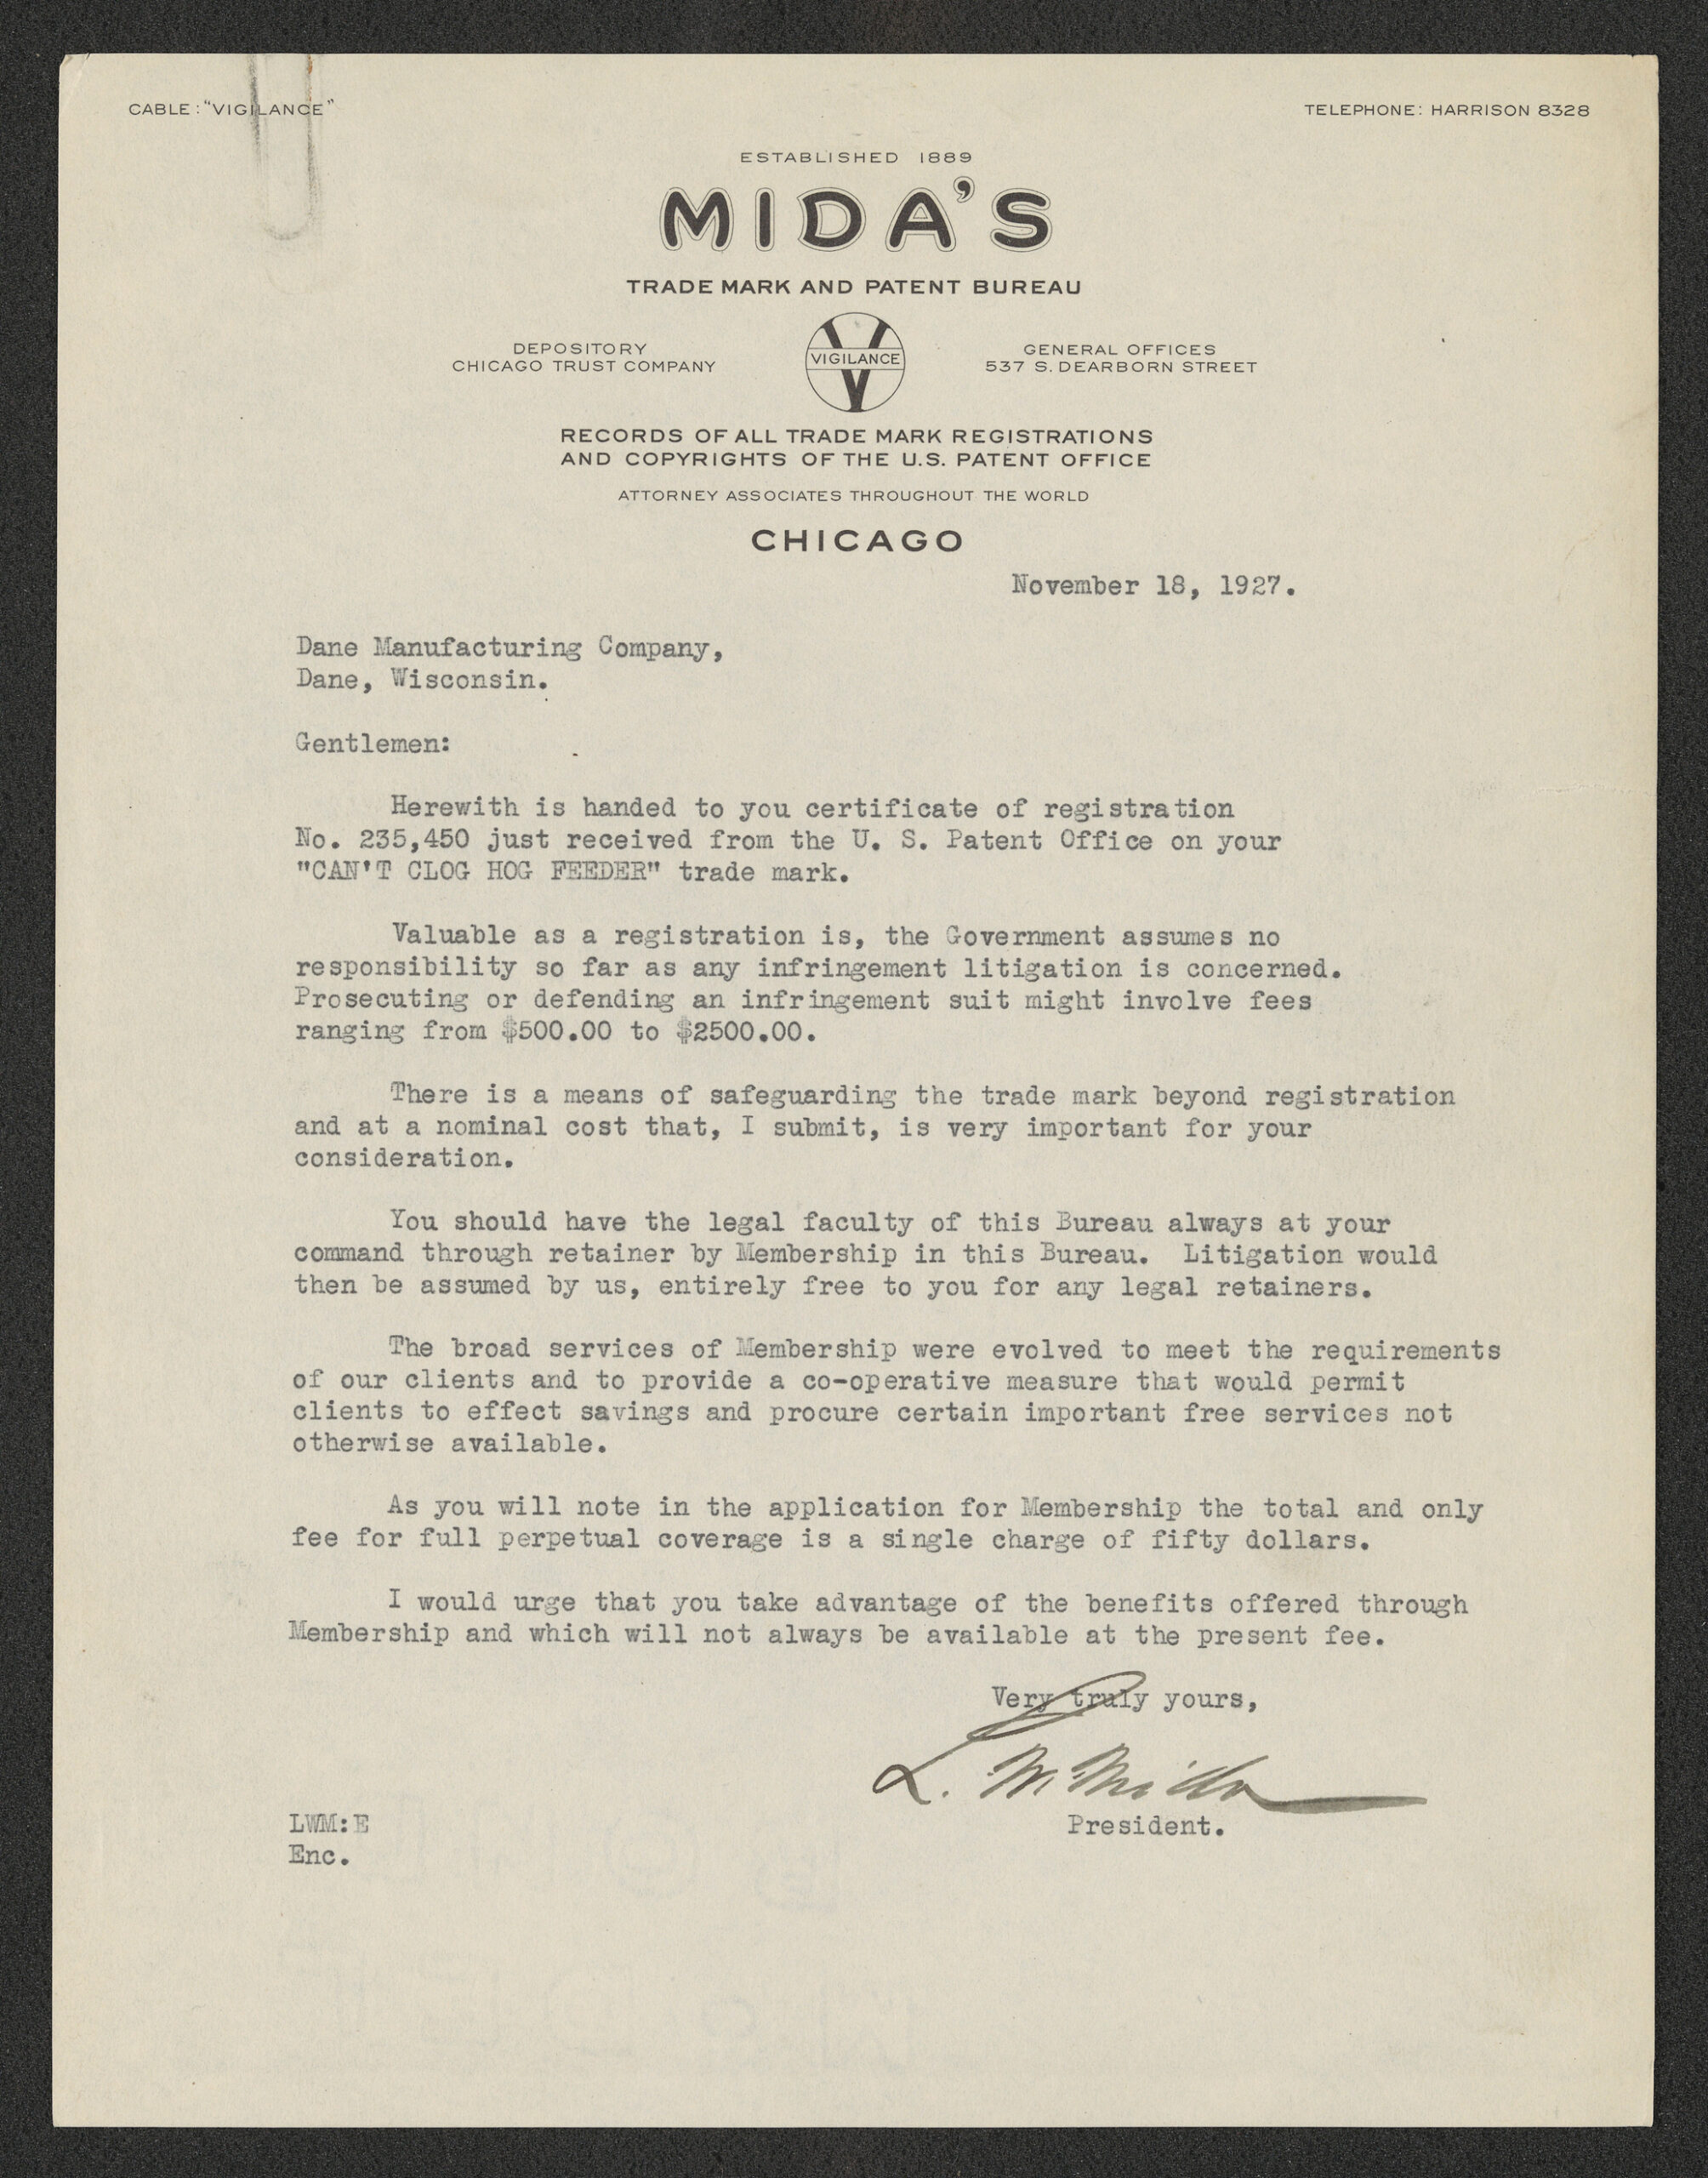 CABLE: "VIGILANCE"
TELEPHONE: HARRISON 8328
ESTABLISHED 1889
MIDA'S
TRADE MARK AND PATENT BUREAU
DEPOSITORY
CHICAGO TRUST COMPANY
VIGILANCE
GENERAL OFFICES
537 S. DEARBORN STREET
RECORDS OF ALL TRADE MARK REGISTRATIONS
AND COPYRIGHTS OF THE U.S. PATENT OFFICE
ATTORNEY ASSOCIATES THROUGHOUT THE WORLD
CHICAGO
November 18, 1927.
Dane Manufacturing Company,
Dane, Wisconsin.
Gentlemen:
Herewith is handed to you certificate of registration
No. 235,450 just received from the U. S. Patent Office on your
"CAN'T CLOG HOG FEEDER" trade mark.
Valuable as a registration is, the Government assumes no
responsibility so far as any infringement litigation is concerned.
Prosecuting or defending an infringement suit might involve fees
ranging from $500.00 to $2500.00.
There is a means of safeguarding the trade mark beyond registration
and at a nominal cost that, I submit, is very important for your
consideration.
You should have the legal faculty of this Bureau always at your
command through retainer by Membership in this Bureau. Litigation would
then be assumed by us, entirely free to you for any legal retainers.
The broad services of Membership were evolved to meet the requirements
of our clients and to provide a co-operative measure that would permit
clients to effect savings and procure certain important free services not
otherwise available.
As you will note in the application for Membership the total and only
fee for full perpetual coverage is a single charge of fifty dollars.
I would urge that you take advantage of the benefits offered through
Membership and which will not always be available at the present fee.
Very truly yours,
L. W. Mida
President.
LWM:E
Enc.